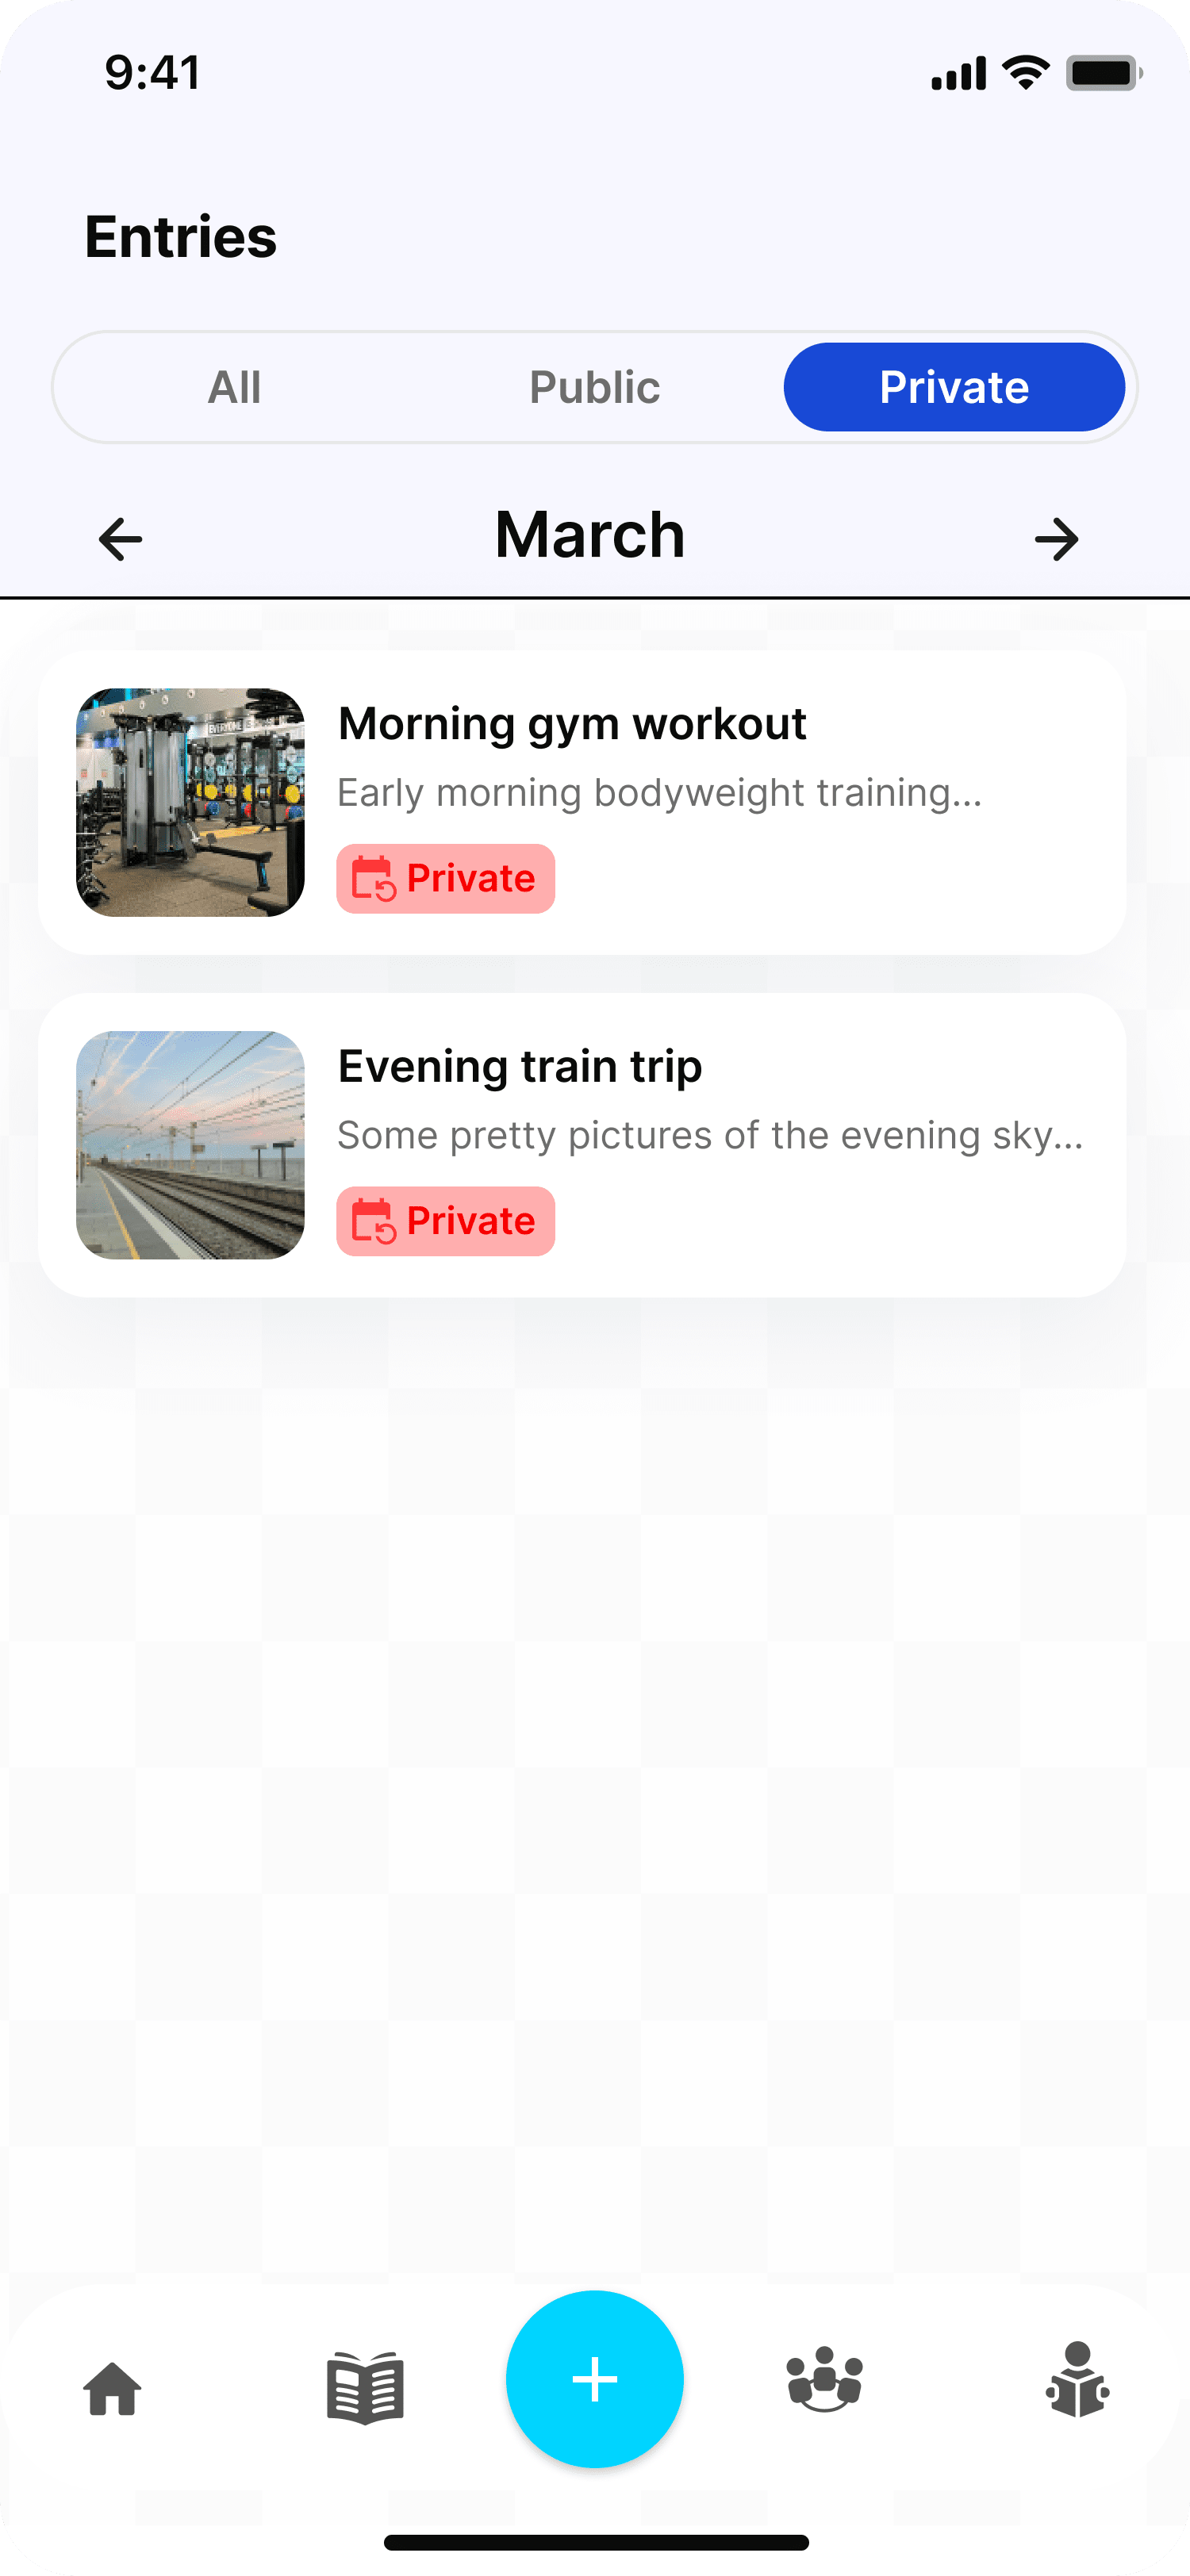 9:41
Entries
All
Public
Private
March
Morning gym workout
Early morning bodyweight training...
Private
Evening train trip
Some pretty pictures of the evening sky...
Private